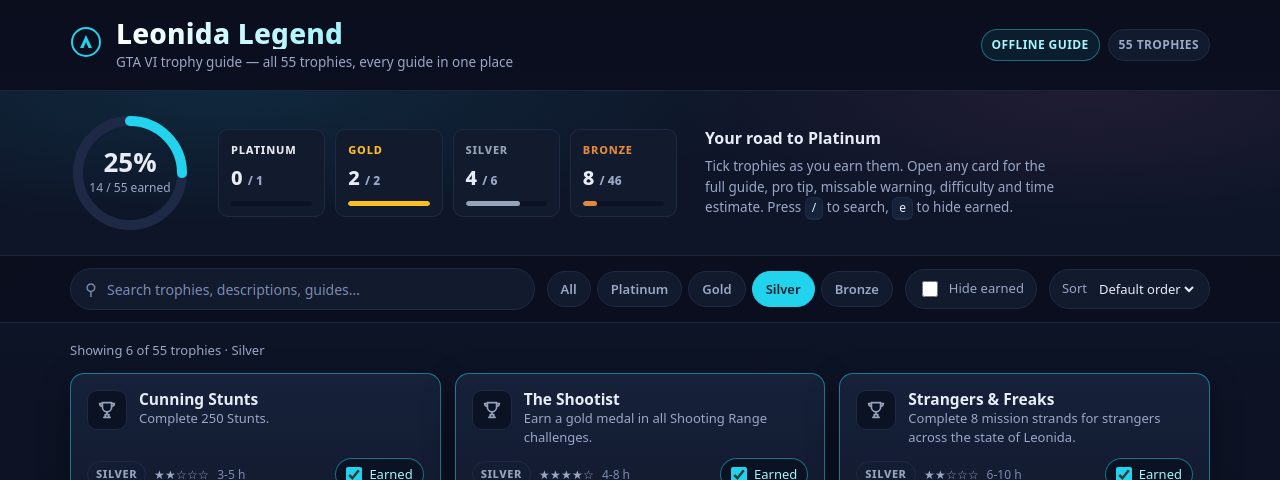 Leonida Legend
GTA VI trophy guide — all 55 trophies, every guide in one place
OFFLINE GUIDE
55 TROPHIES
25%
14 / 55 earned
PLATINUM
0 / 1
GOLD
2 / 2
SILVER
4 / 6
BRONZE
8 / 46
Your road to Platinum
Tick trophies as you earn them. Open any card for the
full guide, pro tip, missable warning, difficulty and time
estimate. Press / to search, e to hide earned.
Search trophies, descriptions, guides...
All
Platinum
Gold
Silver
Bronze
Hide earned
Sort Default order
Showing 6 of 55 trophies · Silver
Cunning Stunts
Complete 250 Stunts.
SILVER ★★☆☆☆ 3-5 h
Earned
The Shootist
Earn a gold medal in all Shooting Range
challenges.
SILVER ★★★★☆ 4-8 h
Earned
Strangers & Freaks
Complete 8 mission strands for strangers
across the state of Leonida.
SILVER ★★☆☆☆ 6-10 h
Earned